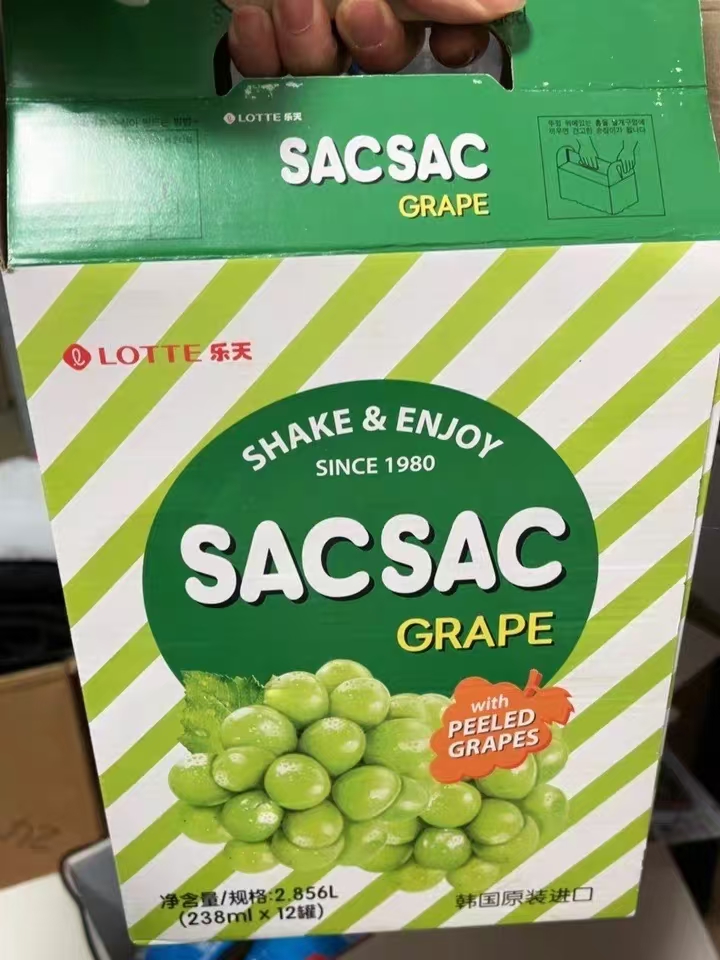 LOTTE 乐天
SACSAC
GRAPE
LOTTE 乐天
SHAKE & ENJOY
SINCE 1980
SACSAC
GRAPE
with
PEELED
GRAPES
净含量/规格:2.856L
(238ml x 12罐)
韩国原装进口